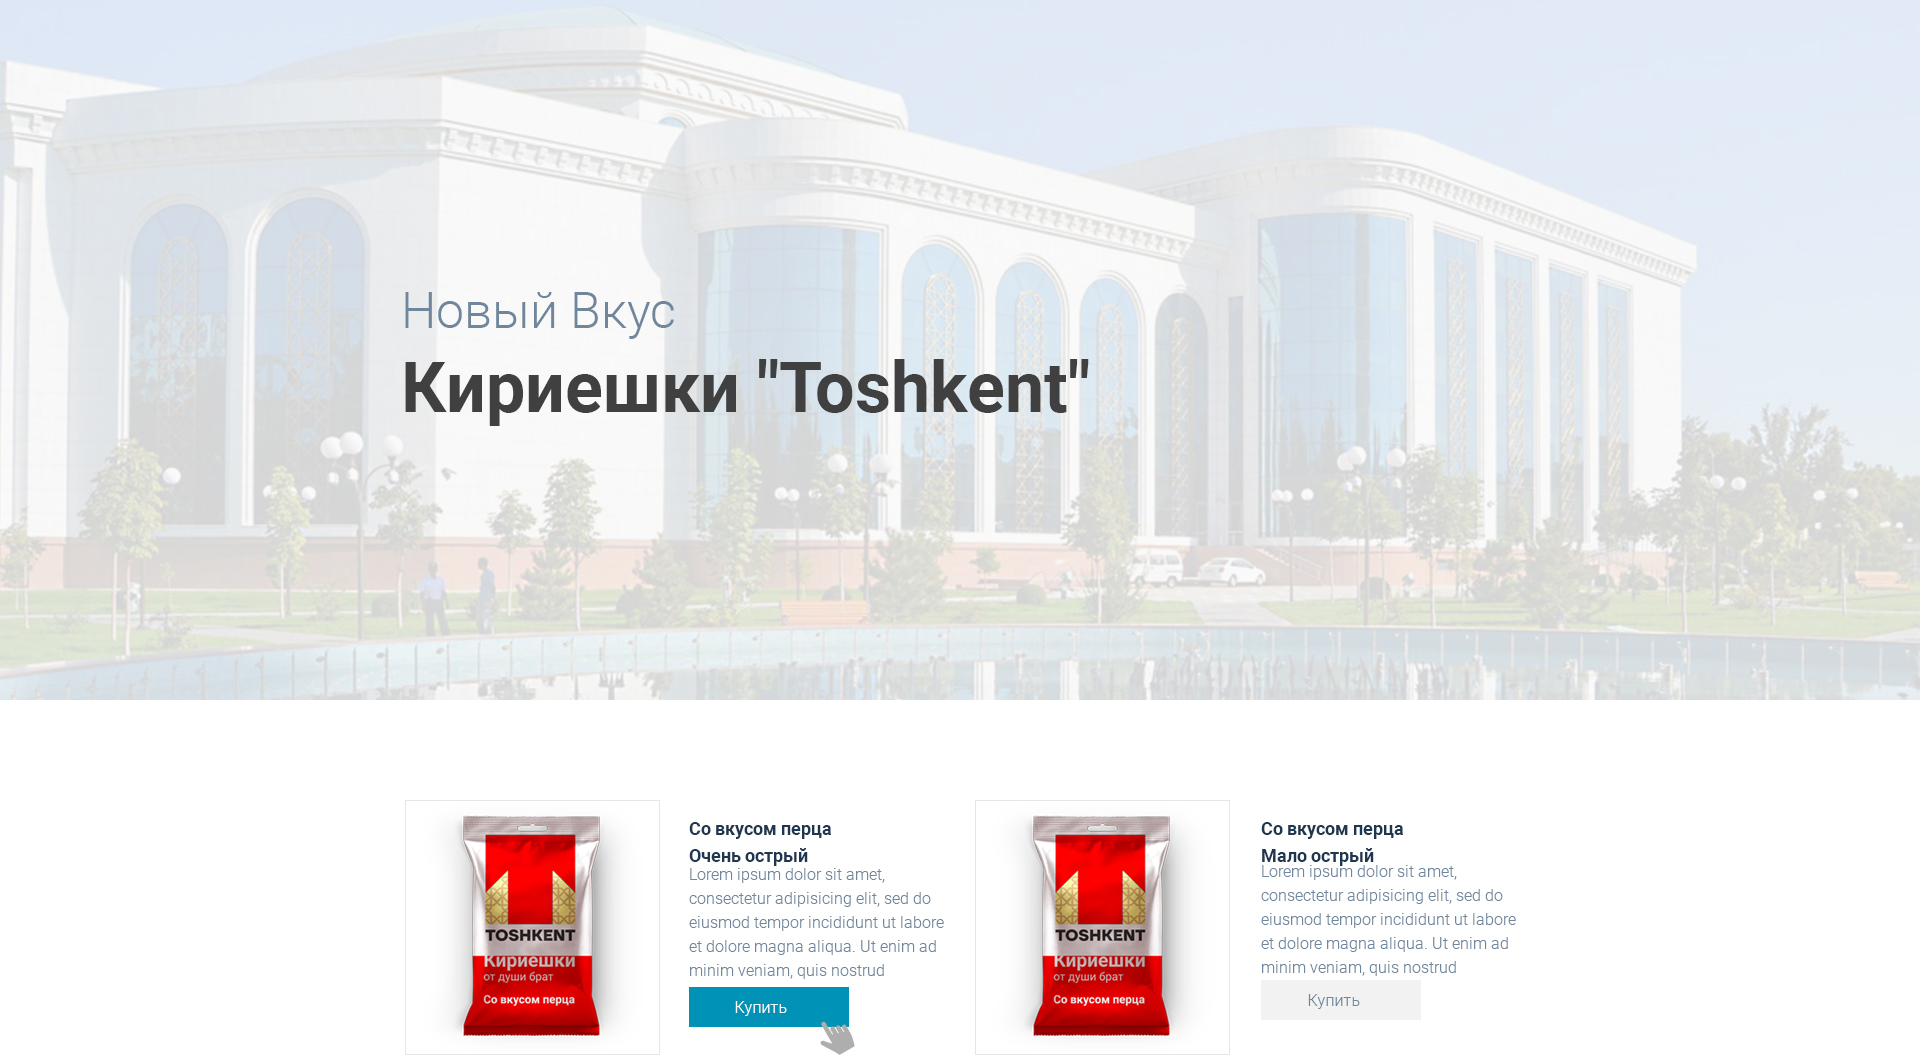 Новый Вкус
Кириешки "Toshkent"
TOSHKENT
Кириешки
от души брат
Со вкусом перца
Со вкусом перца
Очень острый
Lorem ipsum dolor sit amet,
consectetur adipisicing elit, sed do
eiusmod tempor incididunt ut labore
et dolore magna aliqua. Ut enim ad
minim veniam, quis nostrud
Купить
TOSHKENT
Кириешки
от души брат
Со вкусом перца
Со вкусом перца
Мало острый
Lorem ipsum dolor sit amet,
consectetur adipisicing elit, sed do
eiusmod tempor incididunt ut labore
et dolore magna aliqua. Ut enim ad
minim veniam, quis nostrud
Купить